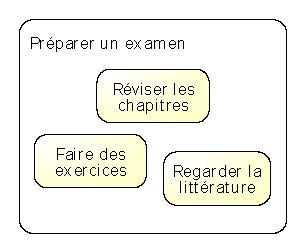 Préparer un examen
Réviser les
chapitres
Faire des
exercices
Regarder la
littérature